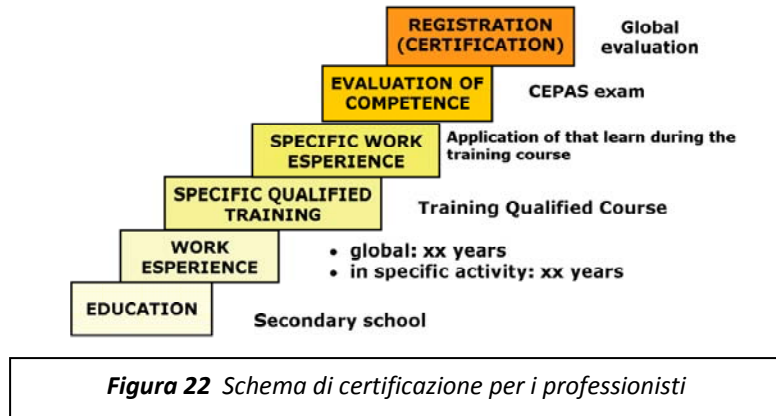 REGISTRATION
(CERTIFICATION)
Global
evaluation
EVALUATION OF
COMPETENCE
CEPAS exam
SPECIFIC WORK
ESPERIENCE
Application of that learn during the
training course
SPECIFIC QUALIFIED
TRAINING
Training Qualified Course
WORK
ESPERIENCE
• global: xx years
• in specific activity: xx years
EDUCATION
Secondary school
Figura 22 Schema di certificazione per i professionisti